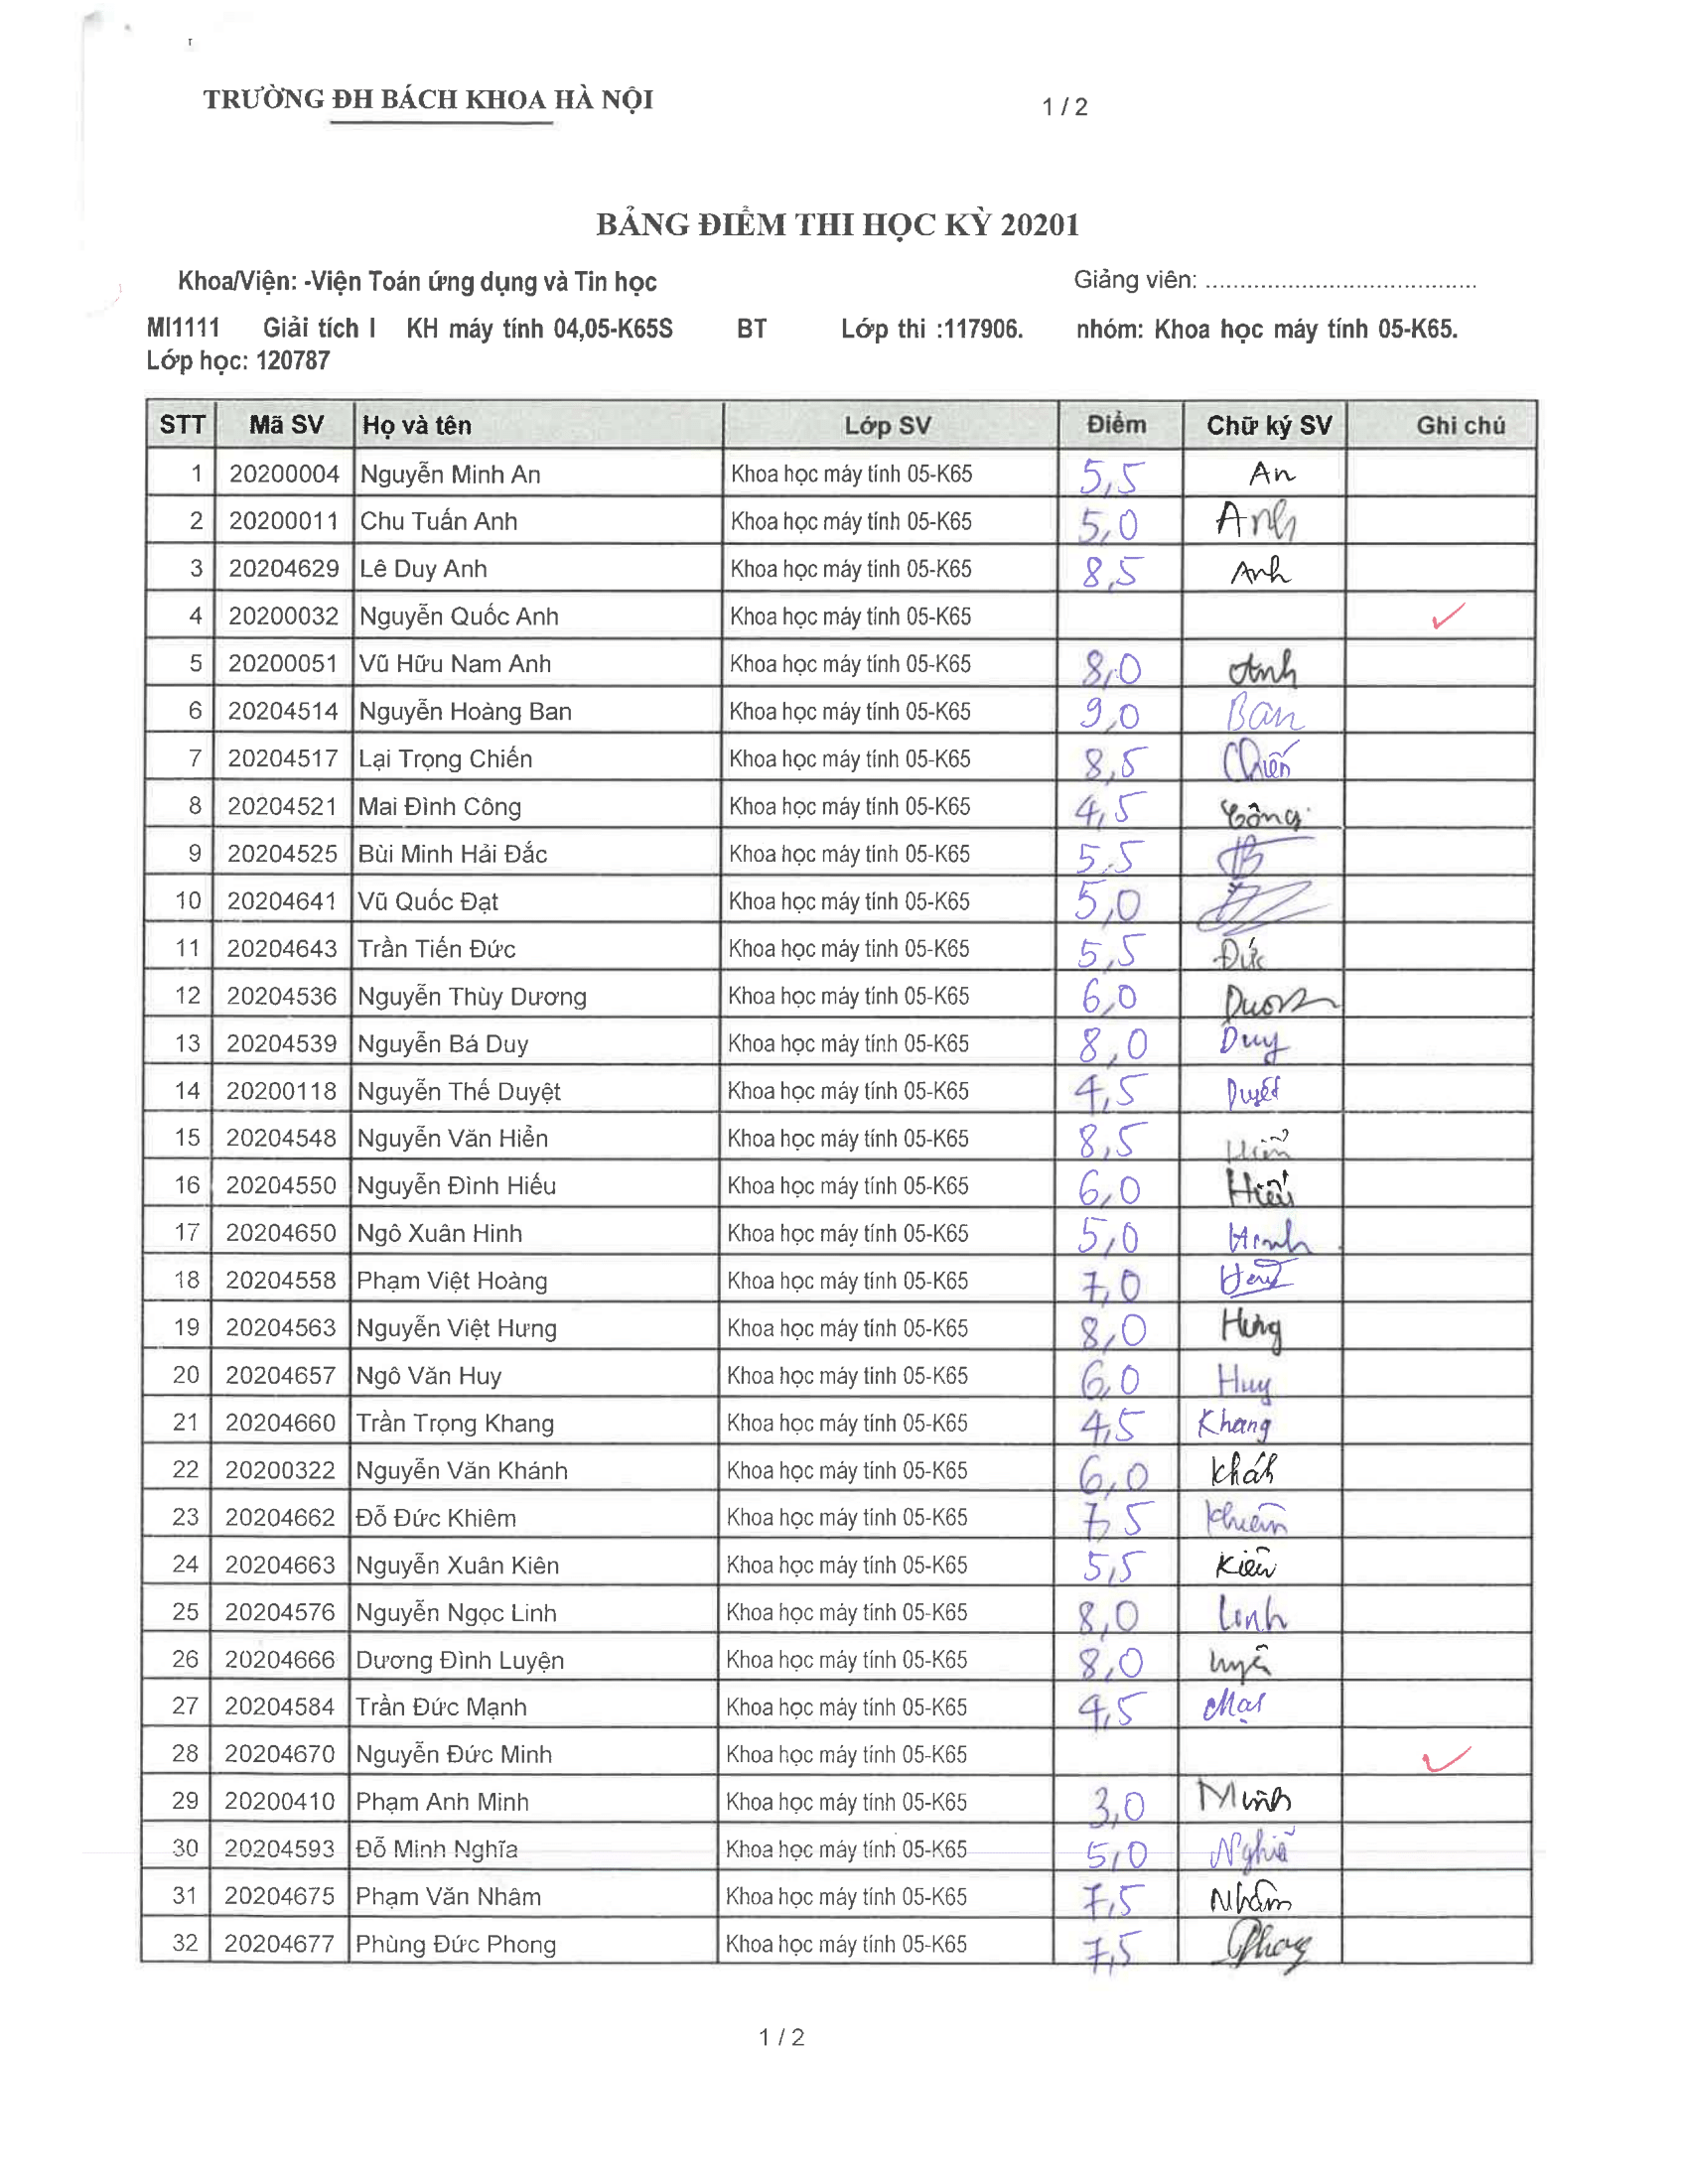 TRƯỜNG ĐH BÁCH KHOA HÀ NỘI 1 / 2
BẢNG ĐIỂM THI HỌC KỲ 20201
Khoa/Viện: -Viện Toán ứng dụng và Tin học Giảng viên: ........................................
MI1111 Giải tích I KH máy tính 04,05-K65S BT Lớp thi :117906. nhóm: Khoa học máy tính 05-K65.
Lớp học: 120787
STT Mã SV Họ và tên Lớp SV Điểm Chữ ký SV Ghi chú
1 20200004 Nguyễn Minh An Khoa học máy tính 05-K65 5,5 An
2 20200011 Chu Tuấn Anh Khoa học máy tính 05-K65 5,0 Anh
3 20204629 Lê Duy Anh Khoa học máy tính 05-K65 8,5 Anh
4 20200032 Nguyễn Quốc Anh Khoa học máy tính 05-K65 ✓
5 20200051 Vũ Hữu Nam Anh Khoa học máy tính 05-K65 8,0 Anh
6 20204514 Nguyễn Hoàng Ban Khoa học máy tính 05-K65 9,0 Ban
7 20204517 Lại Trọng Chiến Khoa học máy tính 05-K65 8,5 Chiến
8 20204521 Mai Đình Công Khoa học máy tính 05-K65 4,5 Công
9 20204525 Bùi Minh Hải Đắc Khoa học máy tính 05-K65 5,5
10 20204641 Vũ Quốc Đạt Khoa học máy tính 05-K65 5,0
11 20204643 Trần Tiến Đức Khoa học máy tính 05-K65 5,5 Đức
12 20204536 Nguyễn Thùy Dương Khoa học máy tính 05-K65 6,0
13 20204539 Nguyễn Bá Duy Khoa học máy tính 05-K65 8,0 Duy
14 20200118 Nguyễn Thế Duyệt Khoa học máy tính 05-K65 4,5 Duyệt
15 20204548 Nguyễn Văn Hiển Khoa học máy tính 05-K65 8,5 Hiển
16 20204550 Nguyễn Đình Hiếu Khoa học máy tính 05-K65 6,0 Hiếu
17 20204650 Ngô Xuân Hinh Khoa học máy tính 05-K65 5,0 Hinh
18 20204558 Phạm Việt Hoàng Khoa học máy tính 05-K65 7,0
19 20204563 Nguyễn Việt Hưng Khoa học máy tính 05-K65 8,0 Hưng
20 20204657 Ngô Văn Huy Khoa học máy tính 05-K65 6,0 Huy
21 20204660 Trần Trọng Khang Khoa học máy tính 05-K65 4,5 Khang
22 20200322 Nguyễn Văn Khánh Khoa học máy tính 05-K65 6,0 Khánh
23 20204662 Đỗ Đức Khiêm Khoa học máy tính 05-K65 7,5 Khiêm
24 20204663 Nguyễn Xuân Kiên Khoa học máy tính 05-K65 5,5 Kiên
25 20204576 Nguyễn Ngọc Linh Khoa học máy tính 05-K65 8,0 Linh
26 20204666 Dương Đình Luyện Khoa học máy tính 05-K65 8,0
27 20204584 Trần Đức Mạnh Khoa học máy tính 05-K65 4,5
28 20204670 Nguyễn Đức Minh Khoa học máy tính 05-K65 ✓
29 20200410 Phạm Anh Minh Khoa học máy tính 05-K65 3,0 Minh
30 20204593 Đỗ Minh Nghĩa Khoa học máy tính 05-K65 5,0 Nghĩa
31 20204675 Phạm Văn Nhâm Khoa học máy tính 05-K65 7,5 Nhâm
32 20204677 Phùng Đức Phong Khoa học máy tính 05-K65 7,5 Phong
1 / 2